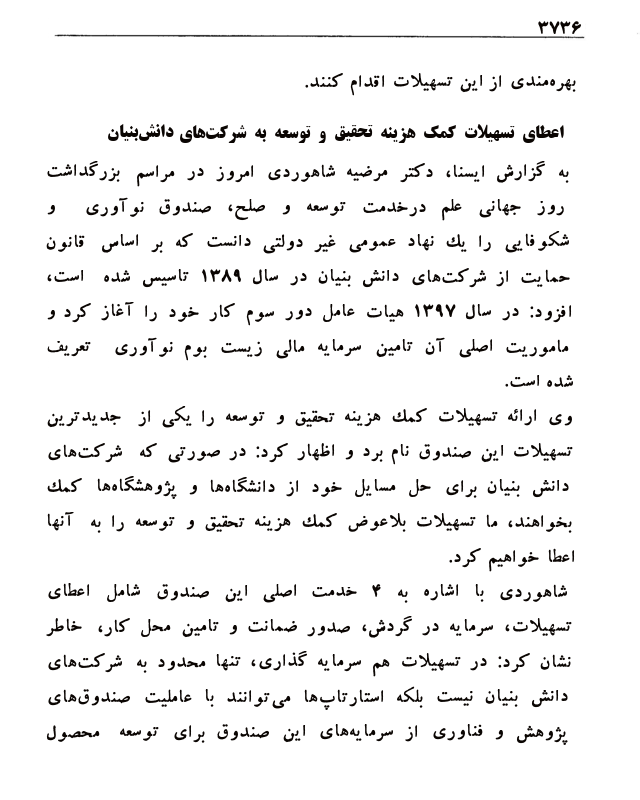 ۳۷۳۶
بهره‌مندی از این تسهیلات اقدام کنند.
اعطای تسهیلات کمک هزینه تحقیق و توسعه به شرکت‌های دانش‌بنیان
به گزارش ایسنا، دکتر مرضیه شاهوردی امروز در مراسم بزرگداشت
روز جهانی علم درخدمت توسعه و صلح، صندوق نوآوری و
شکوفایی را یك نهاد عمومی غیر دولتی دانست که بر اساس قانون
حمایت از شرکت‌های دانش بنیان در سال ۱۳۸۹ تاسیس شده است،
افزود: در سال ۱۳۹۷ هیات عامل دور سوم کار خود را آغاز کرد و
ماموریت اصلی آن تامین سرمایه مالی زیست بوم نوآوری تعریف
شده است.
وی ارائه تسهیلات کمك هزینه تحقیق و توسعه را یکی از جدیدترین
تسهیلات این صندوق نام برد و اظهار کرد: در صورتی که شرکت‌های
دانش بنیان برای حل مسایل خود از دانشگاه‌ها و پژوهشگاه‌ها کمك
بخواهند، ما تسهیلات بلاعوض کمك هزینه تحقیق و توسعه را به آنها
اعطا خواهیم کرد.
شاهوردی با اشاره به ۴ خدمت اصلی این صندوق شامل اعطای
تسهیلات، سرمایه در گردش، صدور ضمانت و تامین محل کار، خاطر
نشان کرد: در تسهیلات هم سرمایه گذاری، تنها محدود به شرکت‌های
دانش بنیان نیست بلکه استارتاپ‌ها می‌توانند با عاملیت صندوق‌های
پژوهش و فناوری از سرمایه‌های این صندوق برای توسعه محصول